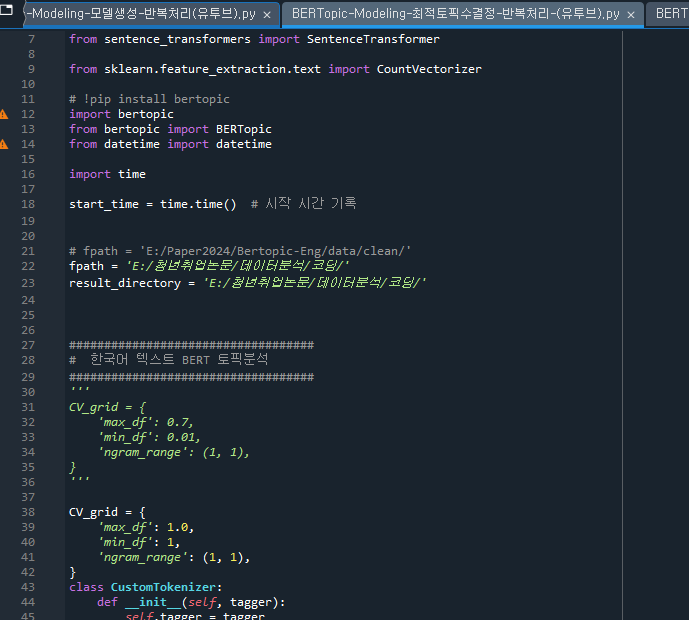 -Modeling-모델생성-반복처리(유투브).py ×
BERTopic-Modeling-최적토픽수결정-반복처리-(유투브).py ×
BERT
7 from sentence_transformers import SentenceTransformer
8
9 from sklearn.feature_extraction.text import CountVectorizer
10
11 # !pip install bertopic
12 import bertopic
13 from bertopic import BERTopic
14 from datetime import datetime
15
16 import time
17
18 start_time = time.time()  # 시작 시간 기록
19
20
21 # fpath = 'E:/Paper2024/Bertopic-Eng/data/clean/'
22 fpath = 'E:/청년취업논문/데이터분석/코딩/'
23 result_directory = 'E:/청년취업논문/데이터분석/코딩/'
24
25
26
27 ###################################
28 #  한국어 텍스트 BERT 토픽분석
29 ###################################
30 '''
31 CV_grid = {
32     'max_df': 0.7,
33     'min_df': 0.01,
34     'ngram_range': (1, 1),
35 }
36 '''
37
38 CV_grid = {
39     'max_df': 1.0,
40     'min_df': 1,
41     'ngram_range': (1, 1),
42 }
43 class CustomTokenizer:
44     def __init__(self, tagger):
45         self.tagger = tagger